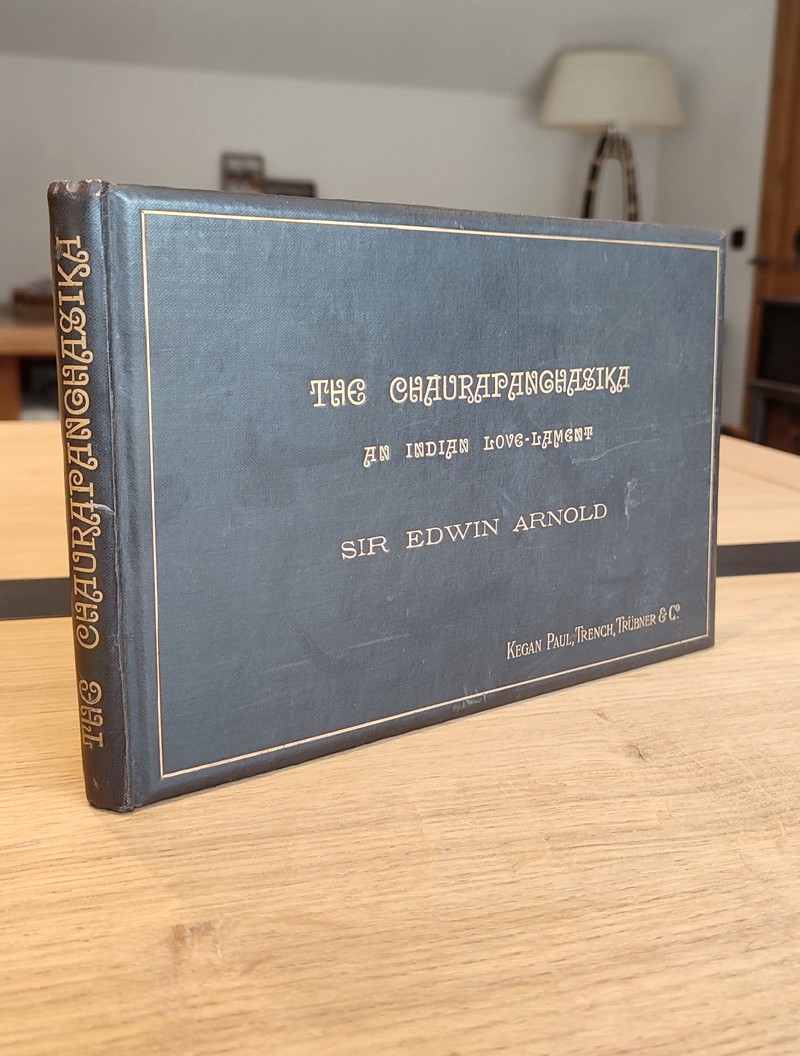 THE CHAURAPANCHASIKA
THE CHAURAPANCHASIKA
AN INDIAN LOVE-LAMENT
SIR EDWIN ARNOLD
KEGAN PAUL, TRENCH, TRÜBNER & Cº